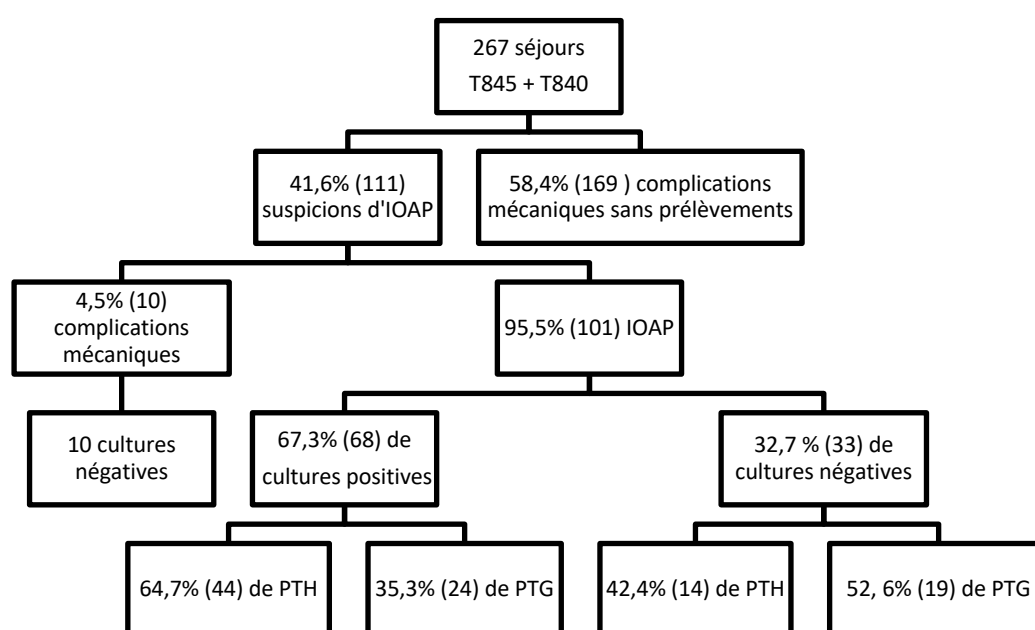 267 séjours
T845 + T840
41,6% (111)
suspicions d'IOAP
58,4% (169 ) complications
mécaniques sans prélèvements
4,5% (10)
complications
mécaniques
95,5% (101) IOAP
10 cultures
négatives
67,3% (68) de
cultures positives
32,7 % (33) de
cultures négatives
64,7% (44) de PTH
35,3% (24) de PTG
42,4% (14) de PTH
52, 6% (19) de PTG